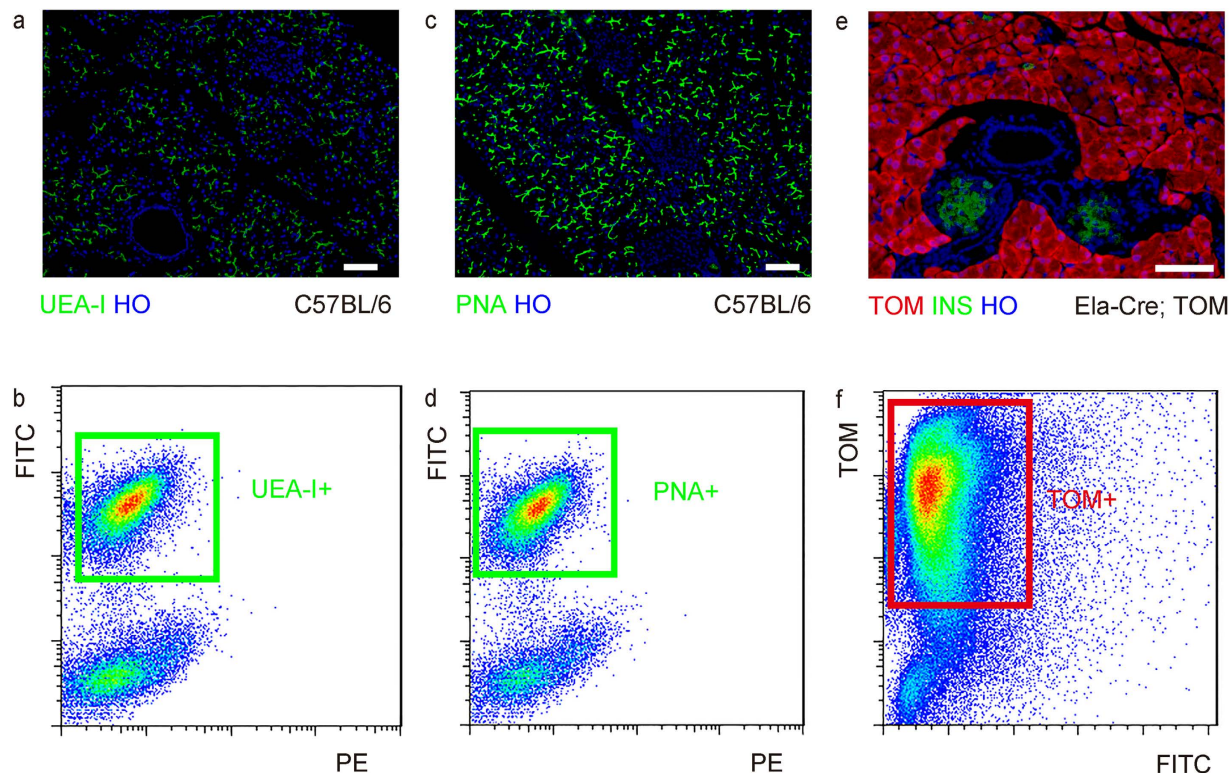 a
UEA-I HO C57BL/6
c
PNA HO C57BL/6
e
TOM INS HO Ela-Cre; TOM
b
FITC
UEA-I+
PE
d
FITC
PNA+
PE
f
TOM
TOM+
FITC